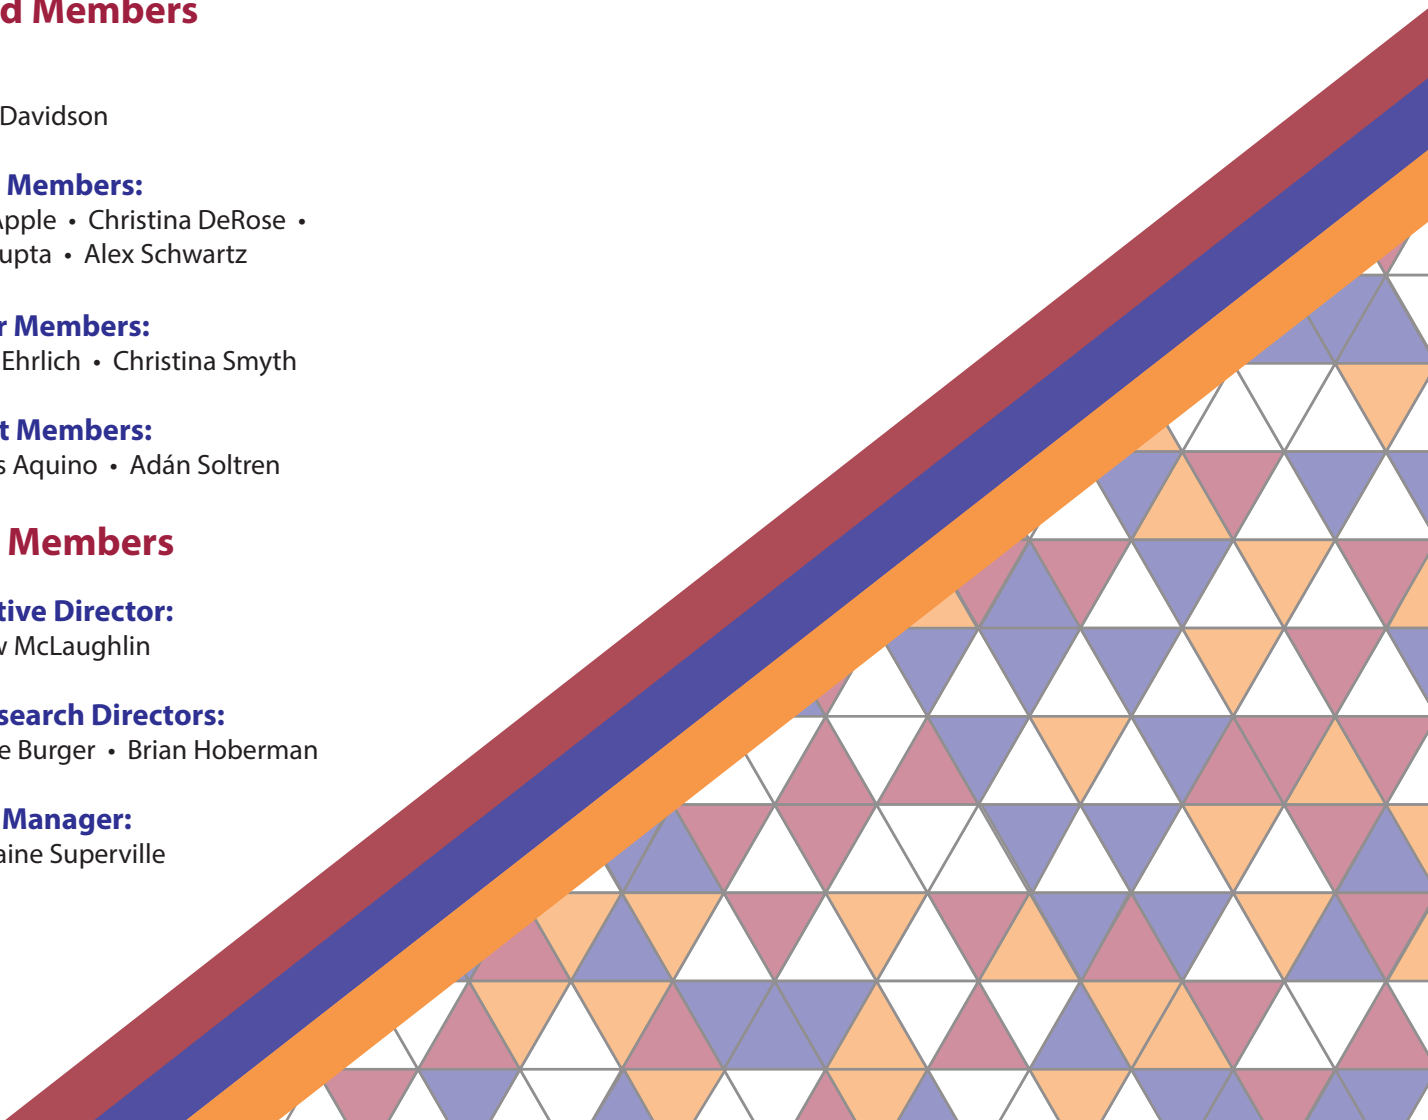 d Members
Davidson
Members:
Apple • Christina DeRose •
upta • Alex Schwartz
r Members:
Ehrlich • Christina Smyth
t Members:
s Aquino • Adán Soltren
Members
tive Director:
w McLaughlin
search Directors:
e Burger • Brian Hoberman
Manager:
aine Superville